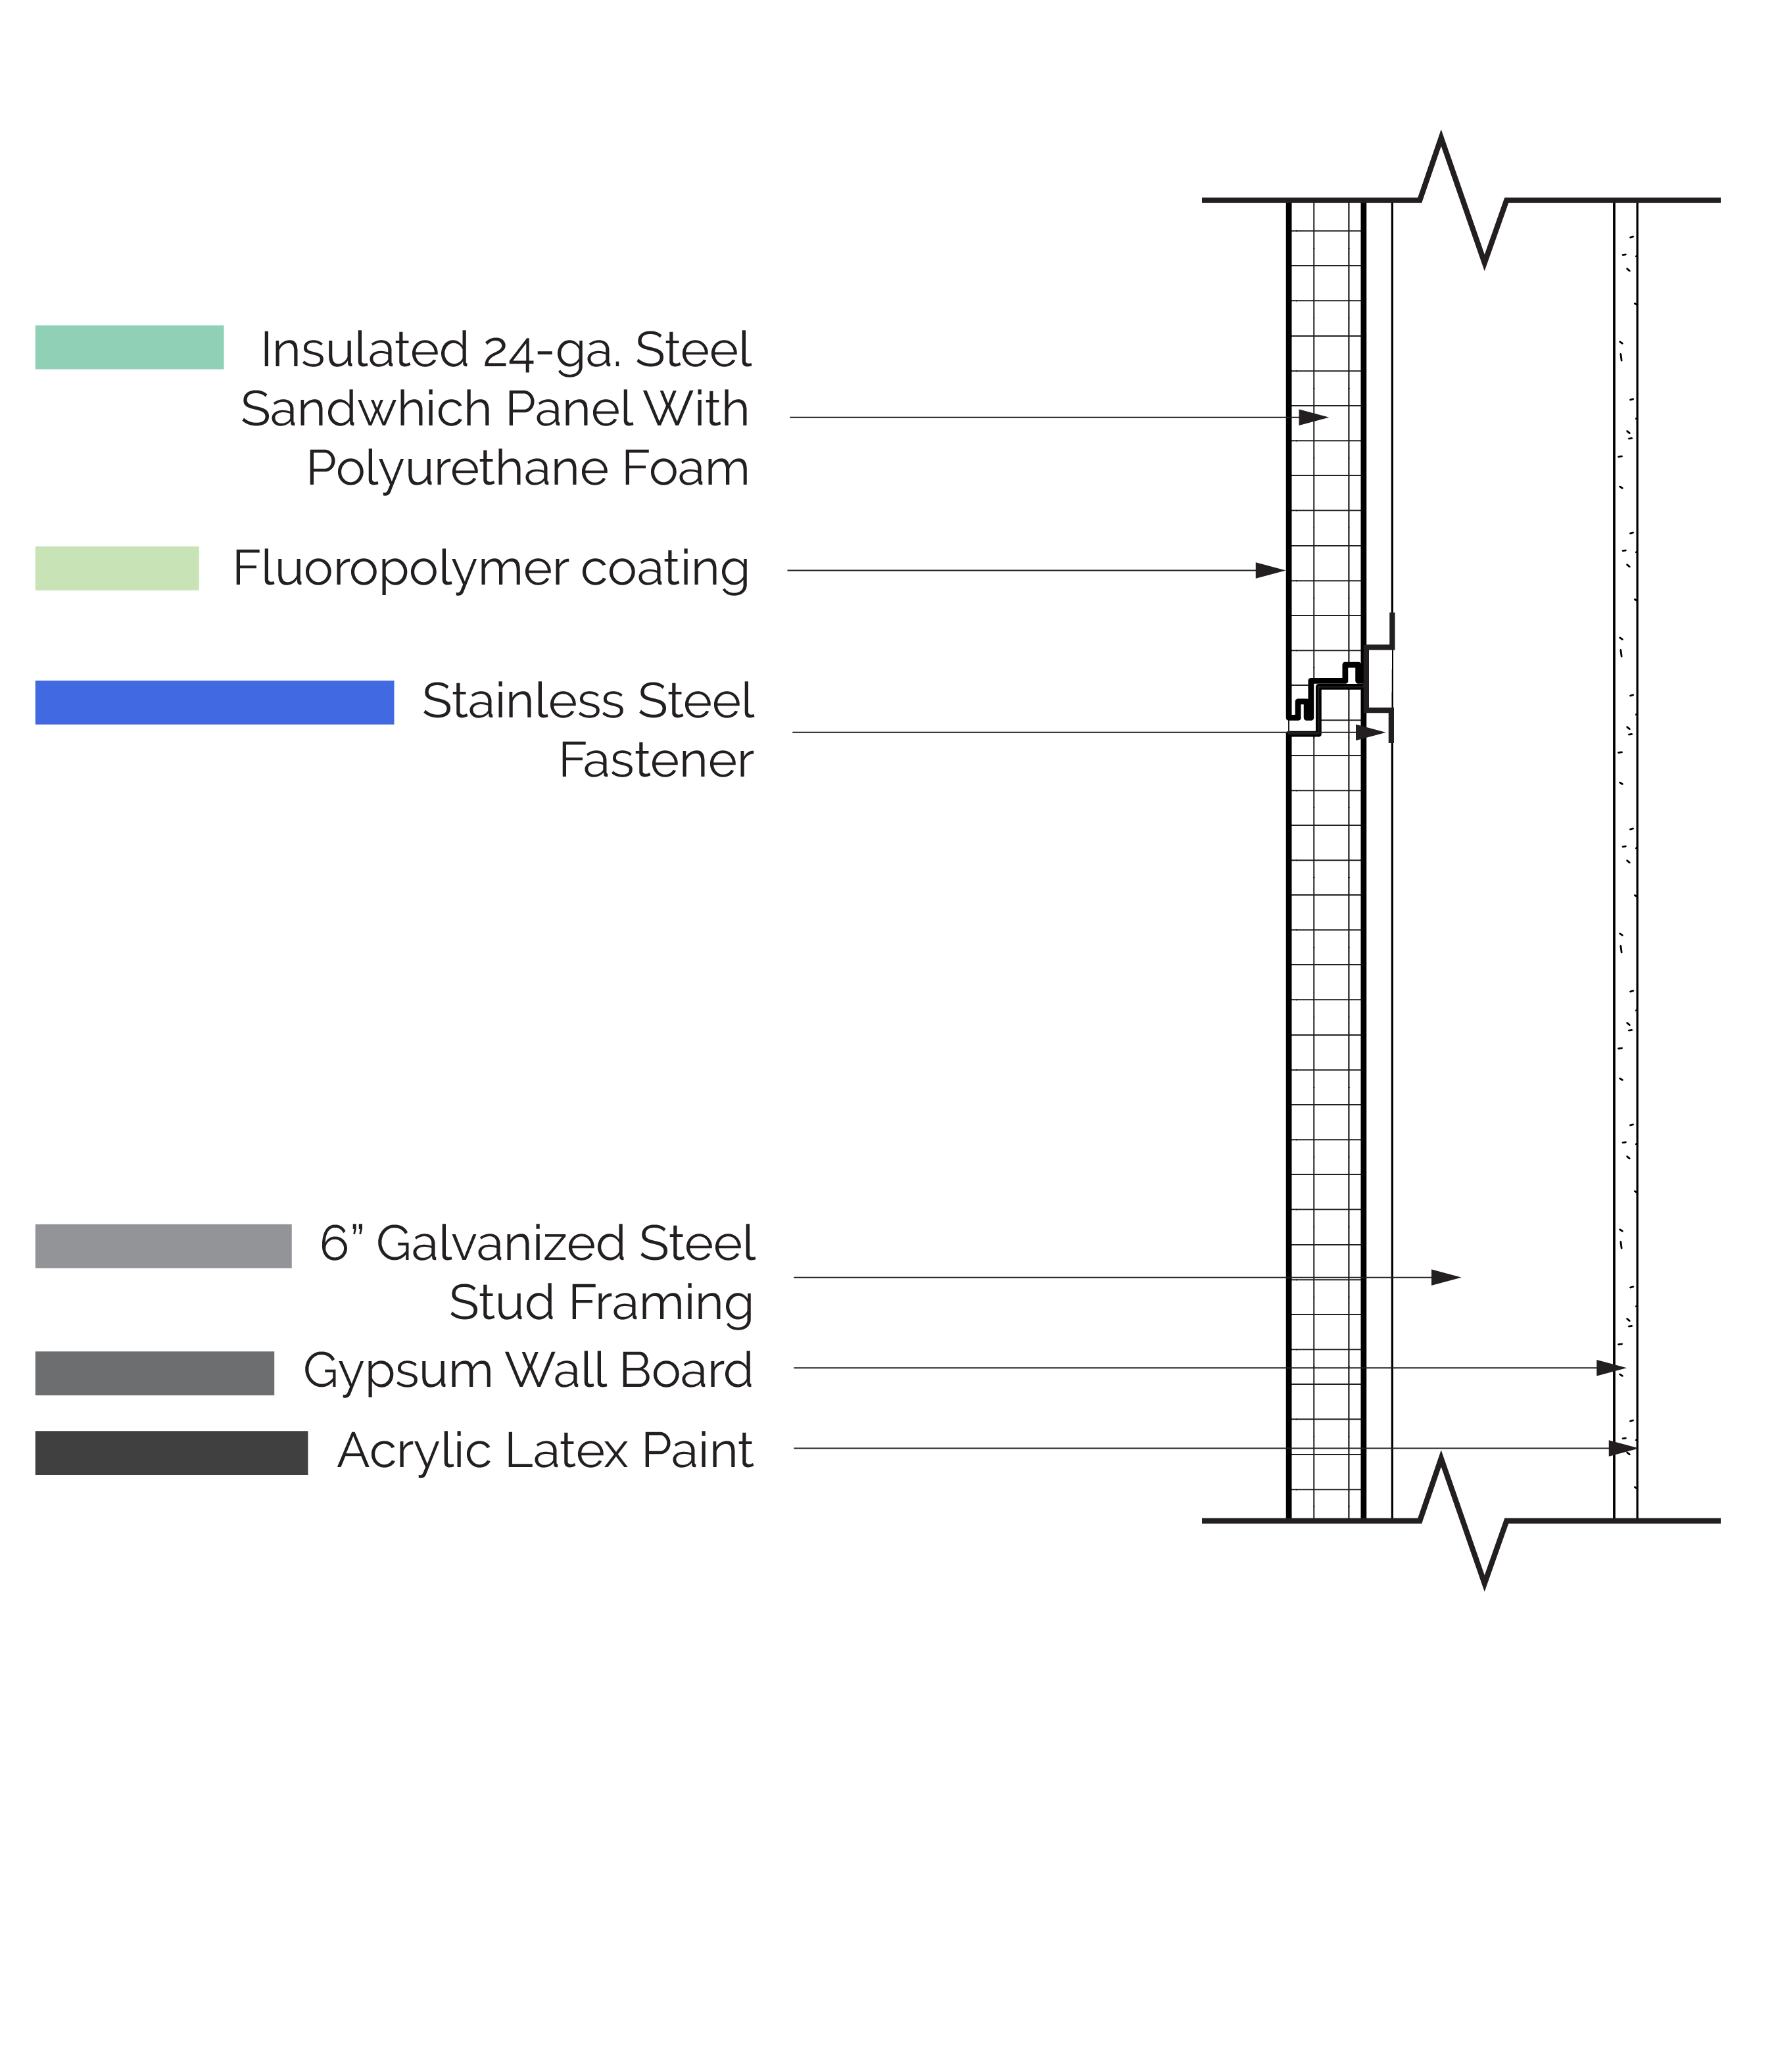 Insulated 24-ga. Steel
Sandwhich Panel With
Polyurethane Foam
Fluoropolymer coating
Stainless Steel
Fastener
6” Galvanized Steel
Stud Framing
Gypsum Wall Board
Acrylic Latex Paint